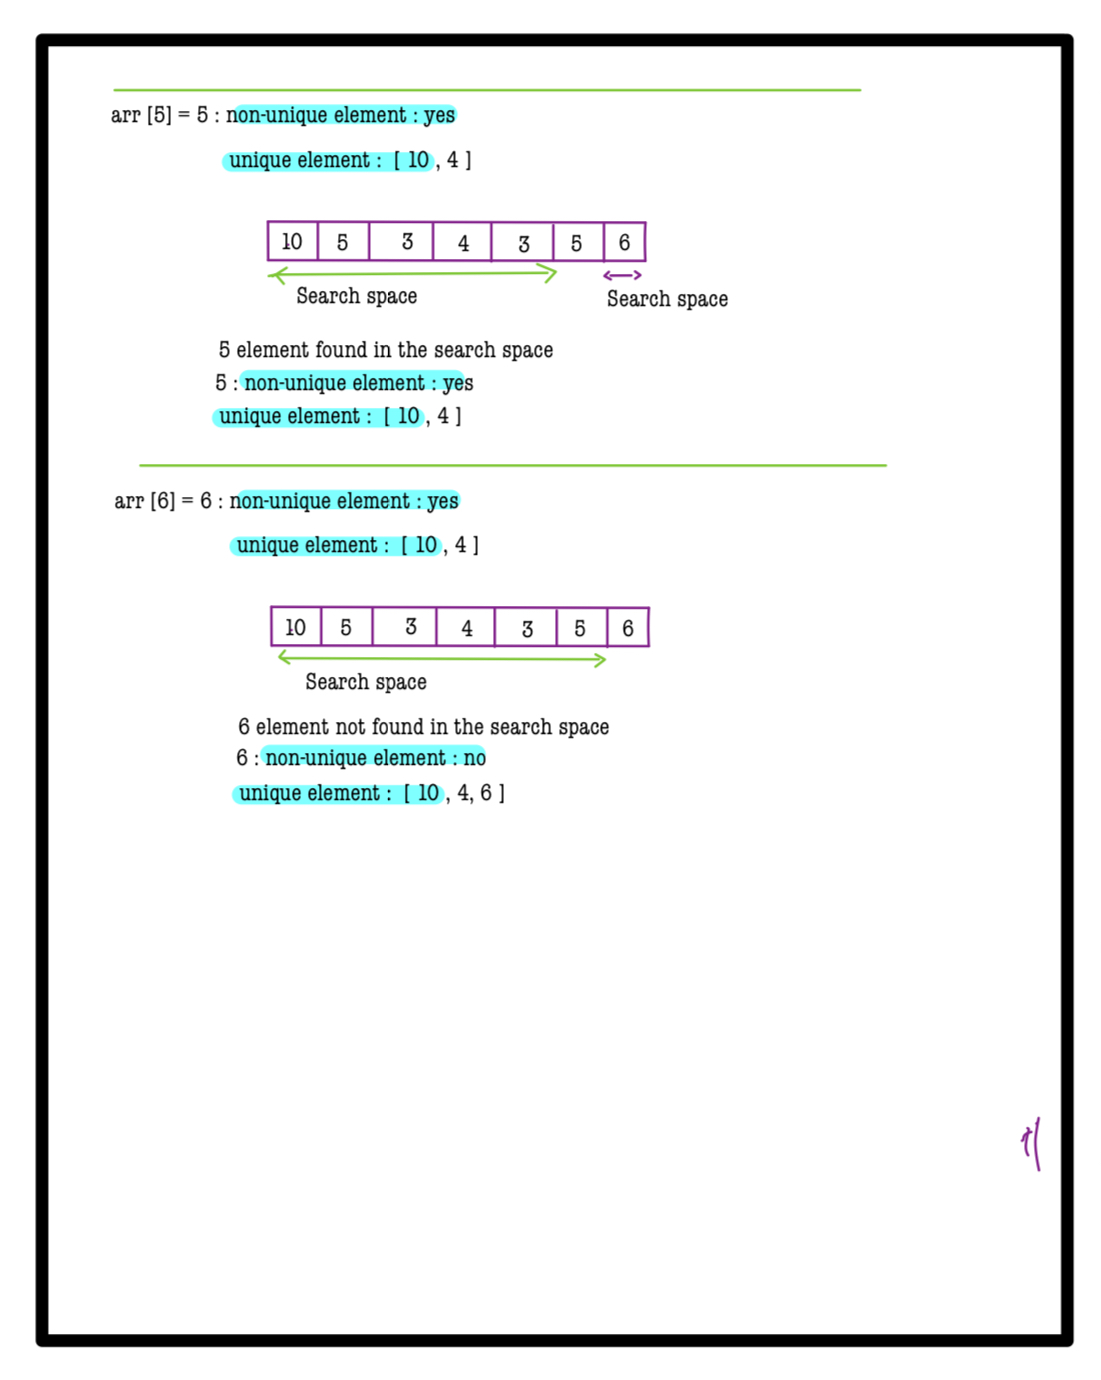 arr [5] = 5 : non-unique element : yes
unique element : [ 10 , 4 ]
10 5 3 4 3 5 6
Search space Search space
5 element found in the search space
5 : non-unique element : yes
unique element : [ 10 , 4 ]
arr [6] = 6 : non-unique element : yes
unique element : [ 10 , 4 ]
10 5 3 4 3 5 6
Search space
6 element not found in the search space
6 : non-unique element : no
unique element : [ 10 , 4, 6 ]